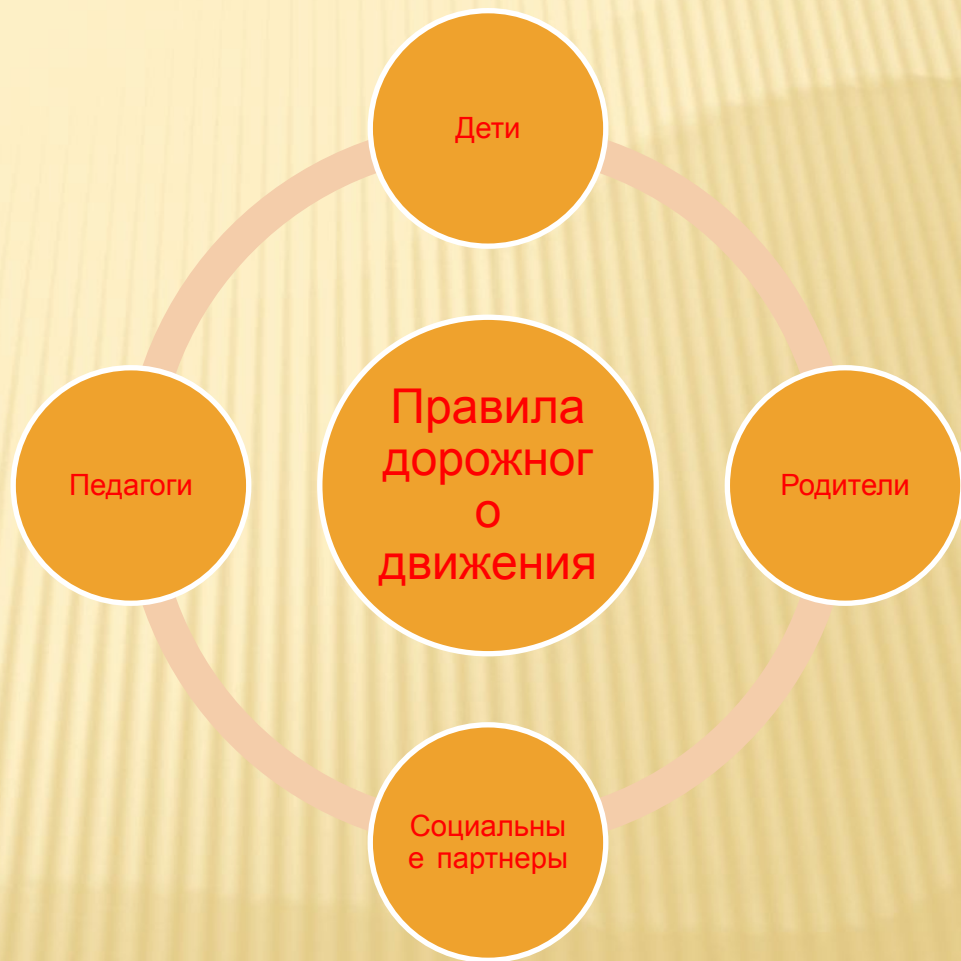 Дети
Педагоги
Правила
дорожног
о
движения
Родители
Социальны
е партнеры